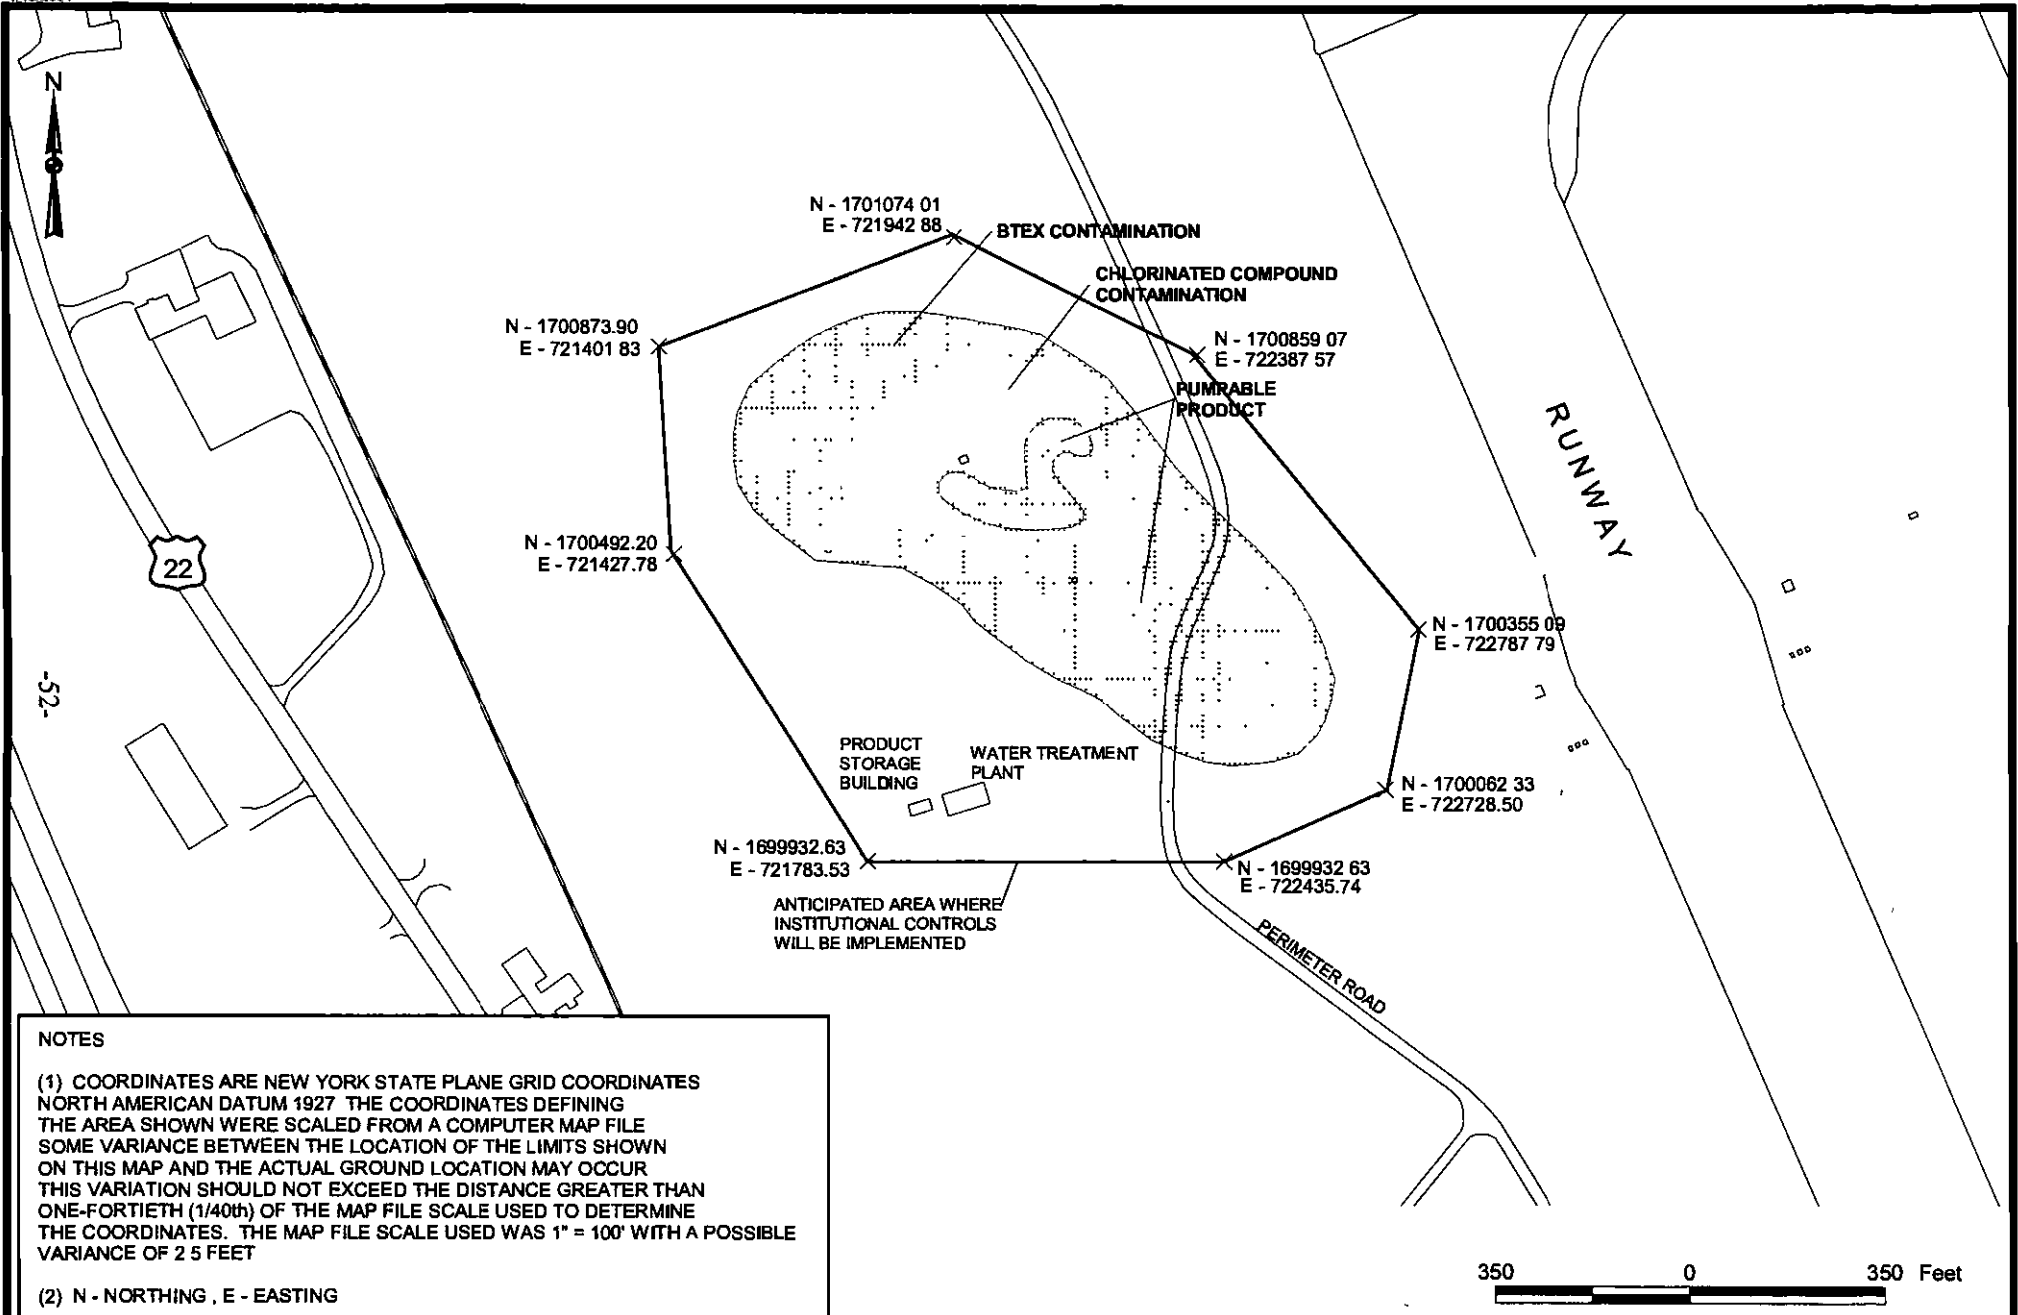 N
N - 1701074 01
E - 721942 88
BTEX CONTAMINATION
CHLORINATED COMPOUND
CONTAMINATION
N - 1700873.90
E - 721401 83
N - 1700859 07
E - 722387 57
PUMPABLE
PRODUCT
RUNWAY
N - 1700492.20
E - 721427.78
22
N - 1700355 09
E - 722787 79
-52-
PRODUCT
STORAGE
BUILDING
WATER TREATMENT
PLANT
N - 1700062 33
E - 722728.50
N - 1699932.63
E - 721783.53
N - 1699932 63
E - 722435.74
ANTICIPATED AREA WHERE
INSTITUTIONAL CONTROLS
WILL BE IMPLEMENTED
PERIMETER ROAD
NOTES
(1) COORDINATES ARE NEW YORK STATE PLANE GRID COORDINATES
NORTH AMERICAN DATUM 1927 THE COORDINATES DEFINING
THE AREA SHOWN WERE SCALED FROM A COMPUTER MAP FILE
SOME VARIANCE BETWEEN THE LOCATION OF THE LIMITS SHOWN
ON THIS MAP AND THE ACTUAL GROUND LOCATION MAY OCCUR
THIS VARIATION SHOULD NOT EXCEED THE DISTANCE GREATER THAN
ONE-FORTIETH (1/40th) OF THE MAP FILE SCALE USED TO DETERMINE
THE COORDINATES. THE MAP FILE SCALE USED WAS 1" = 100' WITH A POSSIBLE
VARIANCE OF 2 5 FEET
(2) N - NORTHING , E - EASTING
350 0 350 Feet